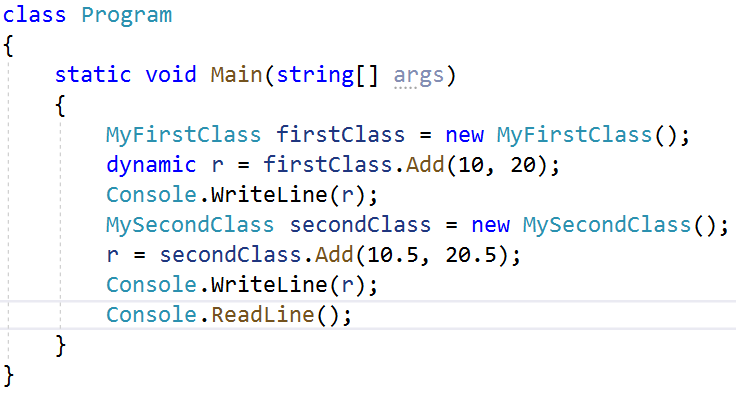 class Program
{
    static void Main(string[] args)
    {
        MyFirstClass firstClass = new MyFirstClass();
        dynamic r = firstClass.Add(10, 20);
        Console.WriteLine(r);
        MySecondClass secondClass = new MySecondClass();
        r = secondClass.Add(10.5, 20.5);
        Console.WriteLine(r);
        Console.ReadLine();
    }
}